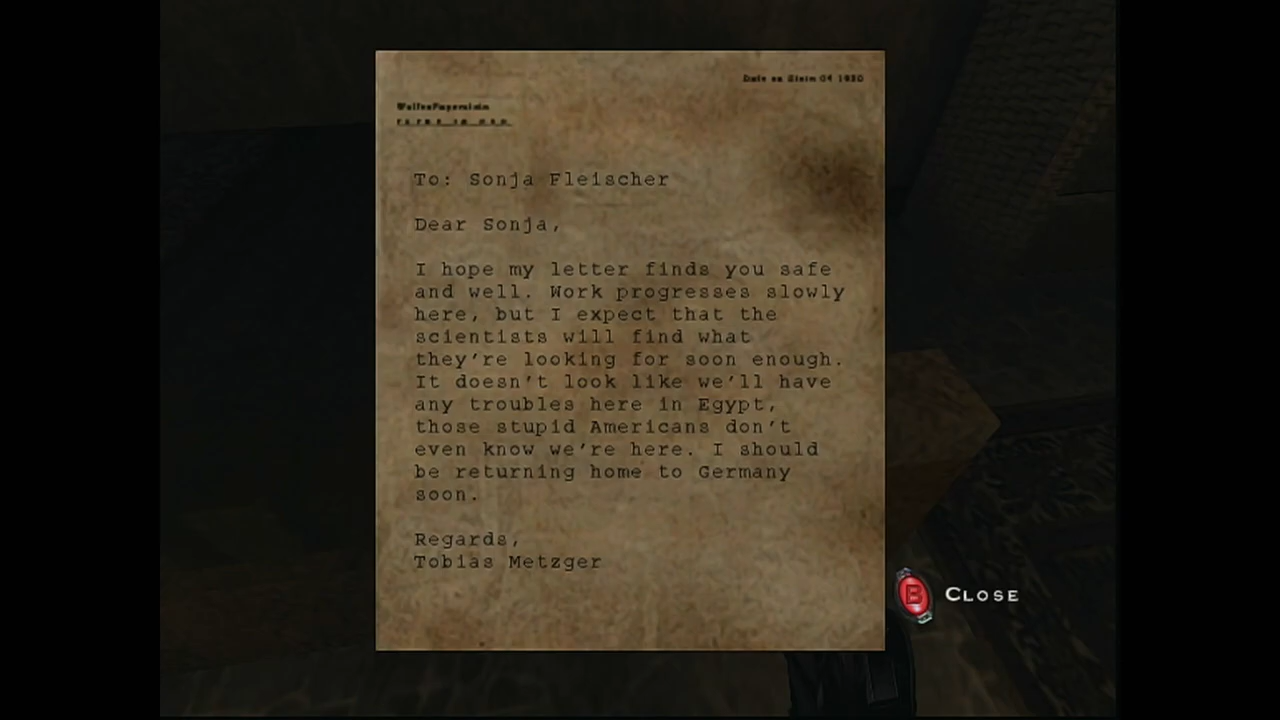 To: Sonja Fleischer
Dear Sonja,
I hope my letter finds you safe
and well. Work progresses slowly
here, but I expect that the
scientists will find what
they're looking for soon enough.
It doesn't look like we'll have
any troubles here in Egypt,
those stupid Americans don't
even know we're here. I should
be returning home to Germany
soon.
Regards,
Tobias Metzger
B Close